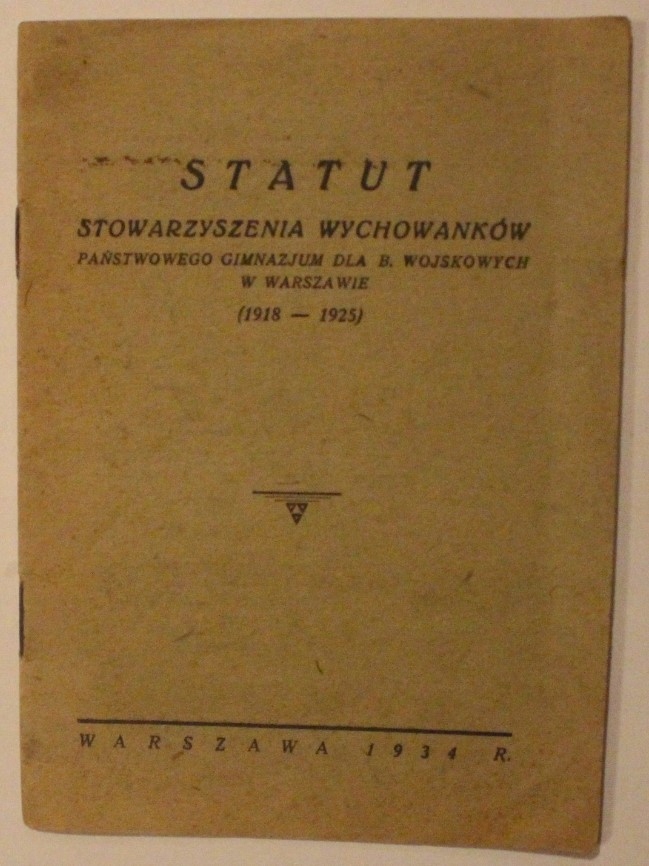 STATUT
STOWARZYSZENIA WYCHOWANKÓW
PAŃSTWOWEGO GIMNAZJUM DLA B. WOJSKOWYCH
W WARSZAWIE
(1918 — 1925)
WARSZAWA 1934 R.